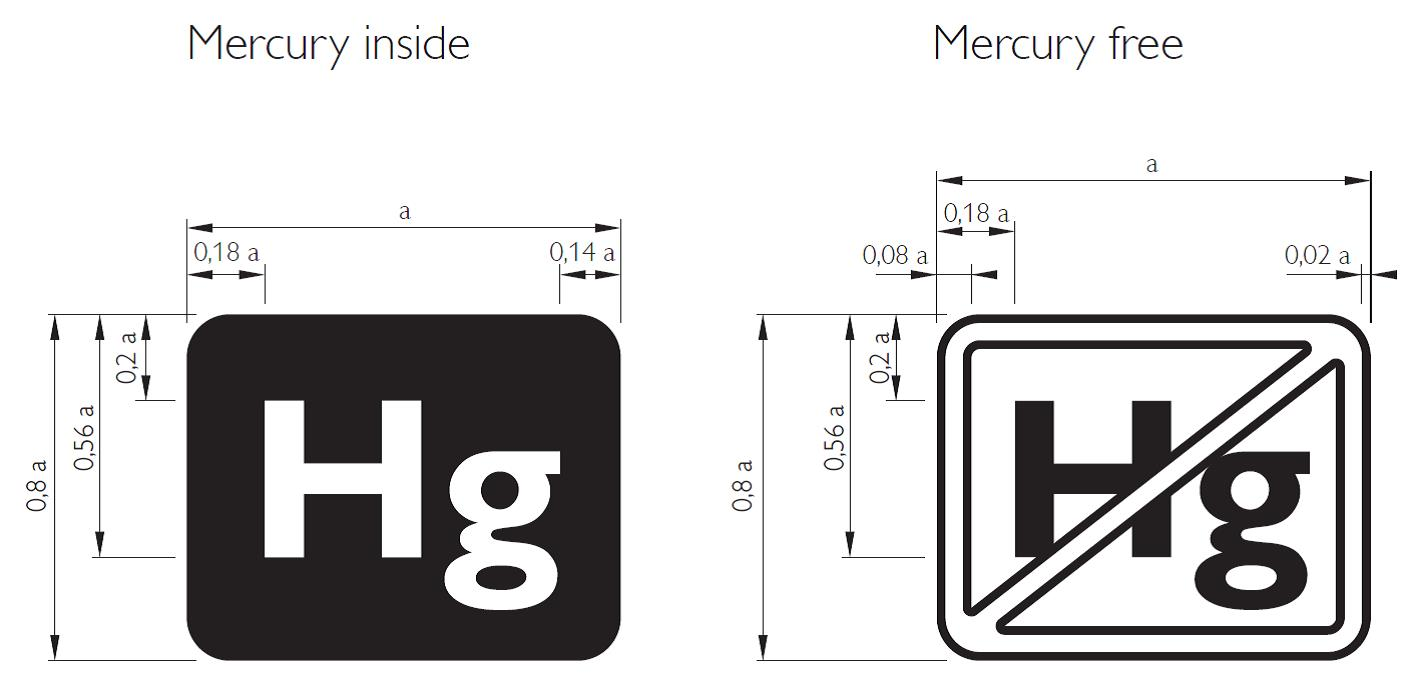 Mercury inside
a
0,18 a
0,14 a
0,2 a
0,56 a
0,8 a
Hg
Mercury free
a
0,18 a
0,08 a
0,02 a
0,2 a
0,56 a
0,8 a
Hg